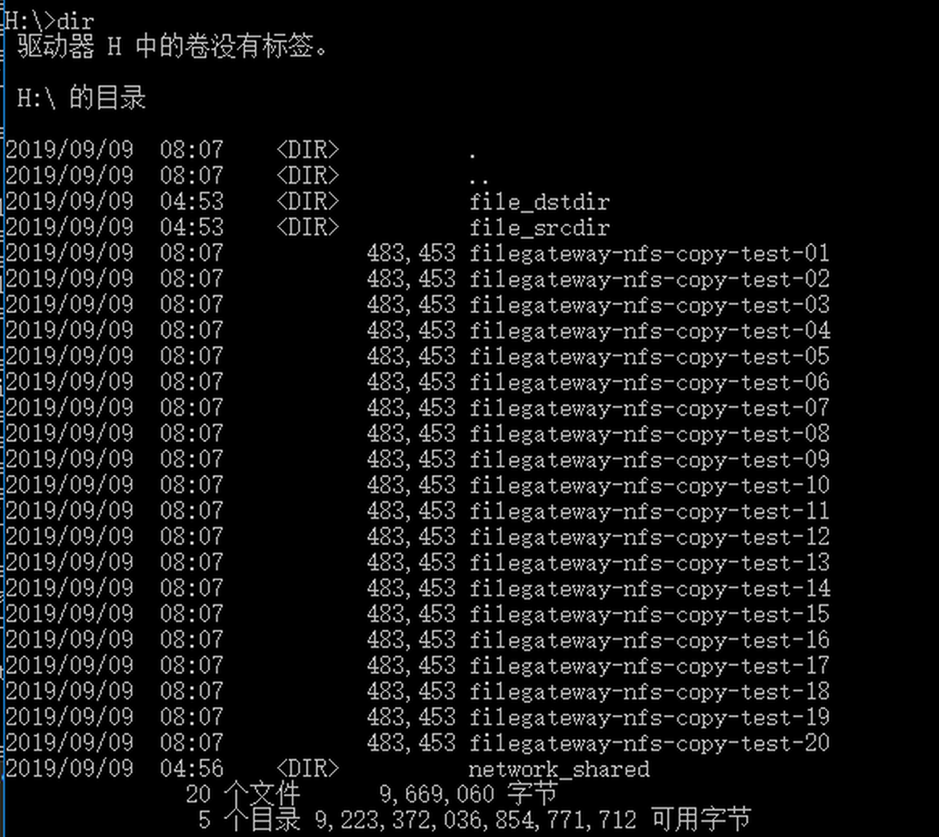 H:\>dir
驱动器 H 中的卷没有标签。
H:\ 的目录
2019/09/09 08:07 <DIR> .
2019/09/09 08:07 <DIR> ..
2019/09/09 04:53 <DIR> file_dstdir
2019/09/09 04:53 <DIR> file_srcdir
2019/09/09 08:07 483,453 filegateway-nfs-copy-test-01
2019/09/09 08:07 483,453 filegateway-nfs-copy-test-02
2019/09/09 08:07 483,453 filegateway-nfs-copy-test-03
2019/09/09 08:07 483,453 filegateway-nfs-copy-test-04
2019/09/09 08:07 483,453 filegateway-nfs-copy-test-05
2019/09/09 08:07 483,453 filegateway-nfs-copy-test-06
2019/09/09 08:07 483,453 filegateway-nfs-copy-test-07
2019/09/09 08:07 483,453 filegateway-nfs-copy-test-08
2019/09/09 08:07 483,453 filegateway-nfs-copy-test-09
2019/09/09 08:07 483,453 filegateway-nfs-copy-test-10
2019/09/09 08:07 483,453 filegateway-nfs-copy-test-11
2019/09/09 08:07 483,453 filegateway-nfs-copy-test-12
2019/09/09 08:07 483,453 filegateway-nfs-copy-test-13
2019/09/09 08:07 483,453 filegateway-nfs-copy-test-14
2019/09/09 08:07 483,453 filegateway-nfs-copy-test-15
2019/09/09 08:07 483,453 filegateway-nfs-copy-test-16
2019/09/09 08:07 483,453 filegateway-nfs-copy-test-17
2019/09/09 08:07 483,453 filegateway-nfs-copy-test-18
2019/09/09 08:07 483,453 filegateway-nfs-copy-test-19
2019/09/09 08:07 483,453 filegateway-nfs-copy-test-20
2019/09/09 04:56 <DIR> network_shared
20 个文件 9,669,060 字节
5 个目录 9,223,372,036,854,771,712 可用字节